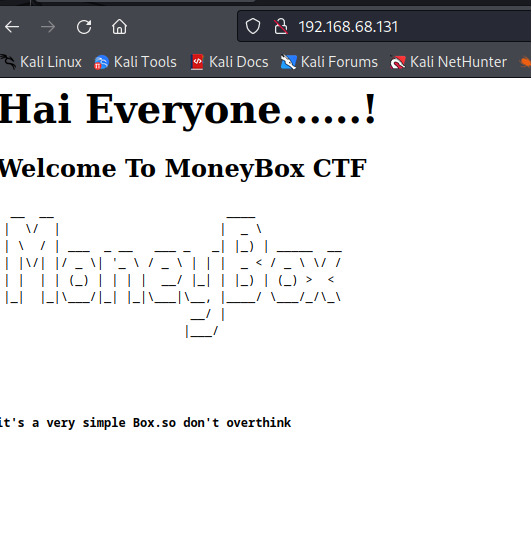 192.168.68.131
Kali Linux Kali Tools Kali Docs Kali Forums Kali NetHunter
Hai Everyone......!
Welcome To MoneyBox CTF
MoneyBox
it's a very simple Box.so don't overthink